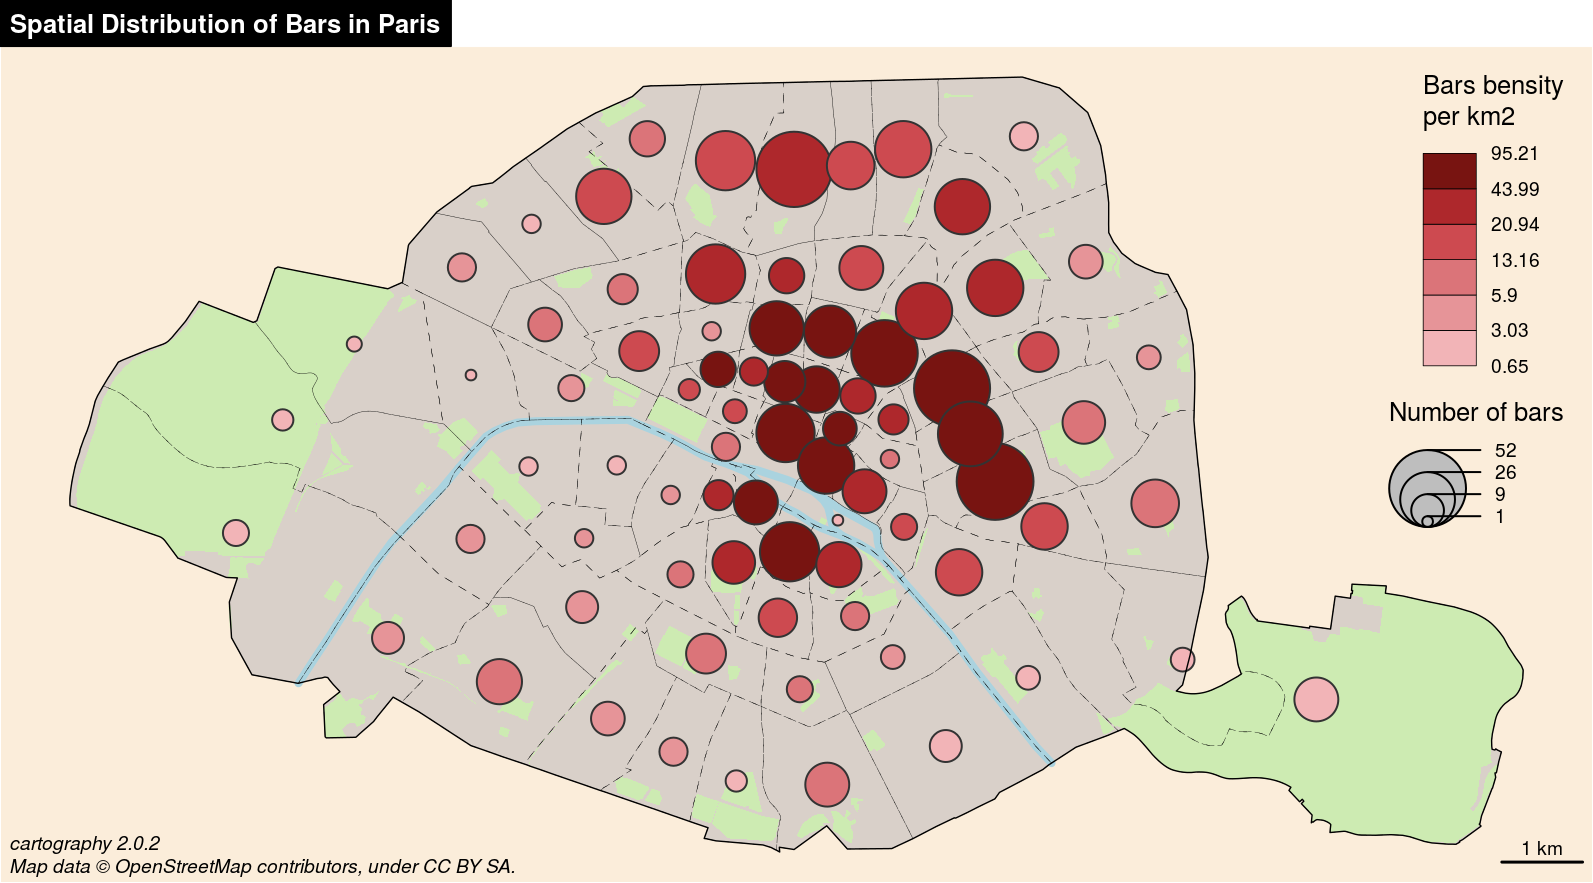 Spatial Distribution of Bars in Paris
Bars bensity
per km2
95.21
43.99
20.94
13.16
5.9
3.03
0.65
Number of bars
52
26
9
1
cartography 2.0.2
Map data © OpenStreetMap contributors, under CC BY SA.
1 km